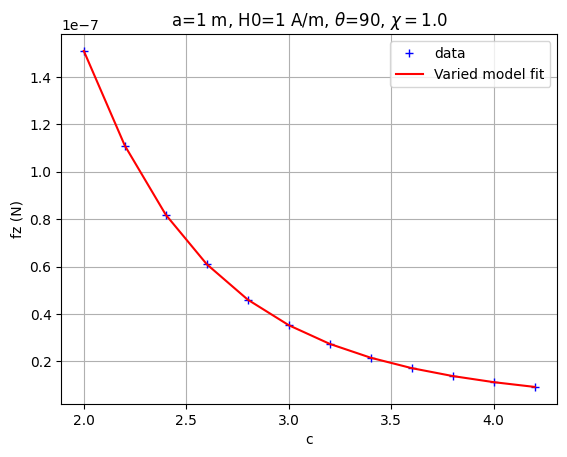 a=1 m, H0=1 A/m, θ=90, χ = 1.0
1e−7
data
Varied model fit
1.4
1.2
1.0
0.8
0.6
0.4
0.2
fz (N)
2.0 2.5 3.0 3.5 4.0
c